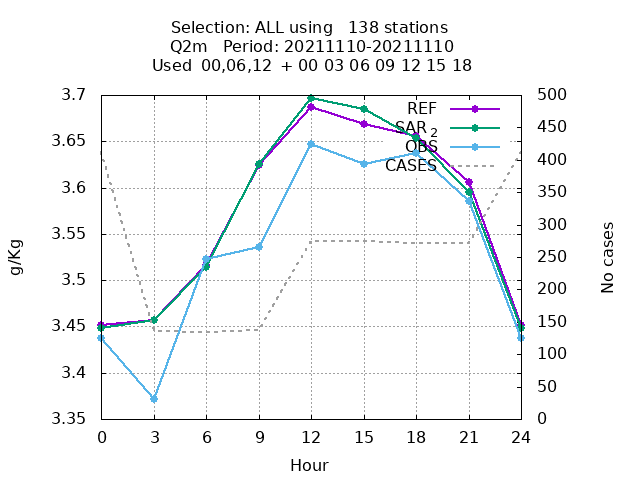 Selection: ALL using   138 stations
Q2m   Period: 20211110-20211110
Used  00,06,12  + 00 03 06 09 12 15 18
3.7
3.65
3.6
3.55
3.5
3.45
3.4
3.35
500
450
400
350
300
250
200
150
100
50
0
REF
SAR₂
OBS
CASES
g/Kg
No cases
0 3 6 9 12 15 18 21 24
Hour